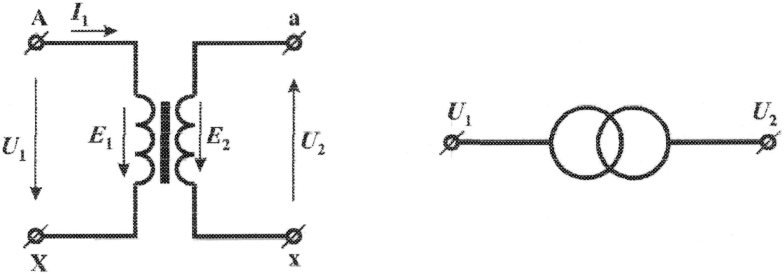 A I₁ a
U₁ E₁ E₂ U₂
X x
U₁ U₂